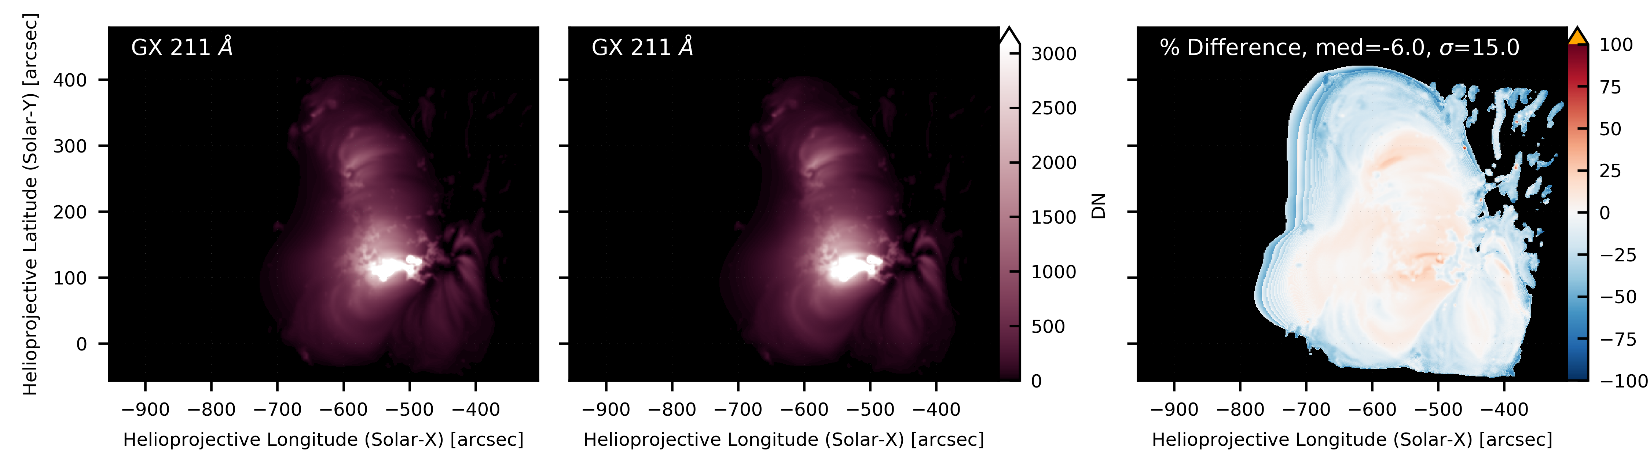 GX 211 Å
GX 211 Å
% Difference, med=-6.0, σ=15.0
Helioprojective Latitude (Solar-Y) [arcsec]
400
300
200
100
0
−900 −800 −700 −600 −500 −400
Helioprojective Longitude (Solar-X) [arcsec]
−900 −800 −700 −600 −500 −400
Helioprojective Longitude (Solar-X) [arcsec]
3000
2500
2000
1500
1000
500
0
DN
−900 −800 −700 −600 −500 −400
Helioprojective Longitude (Solar-X) [arcsec]
100
75
50
25
0
−25
−50
−75
−100